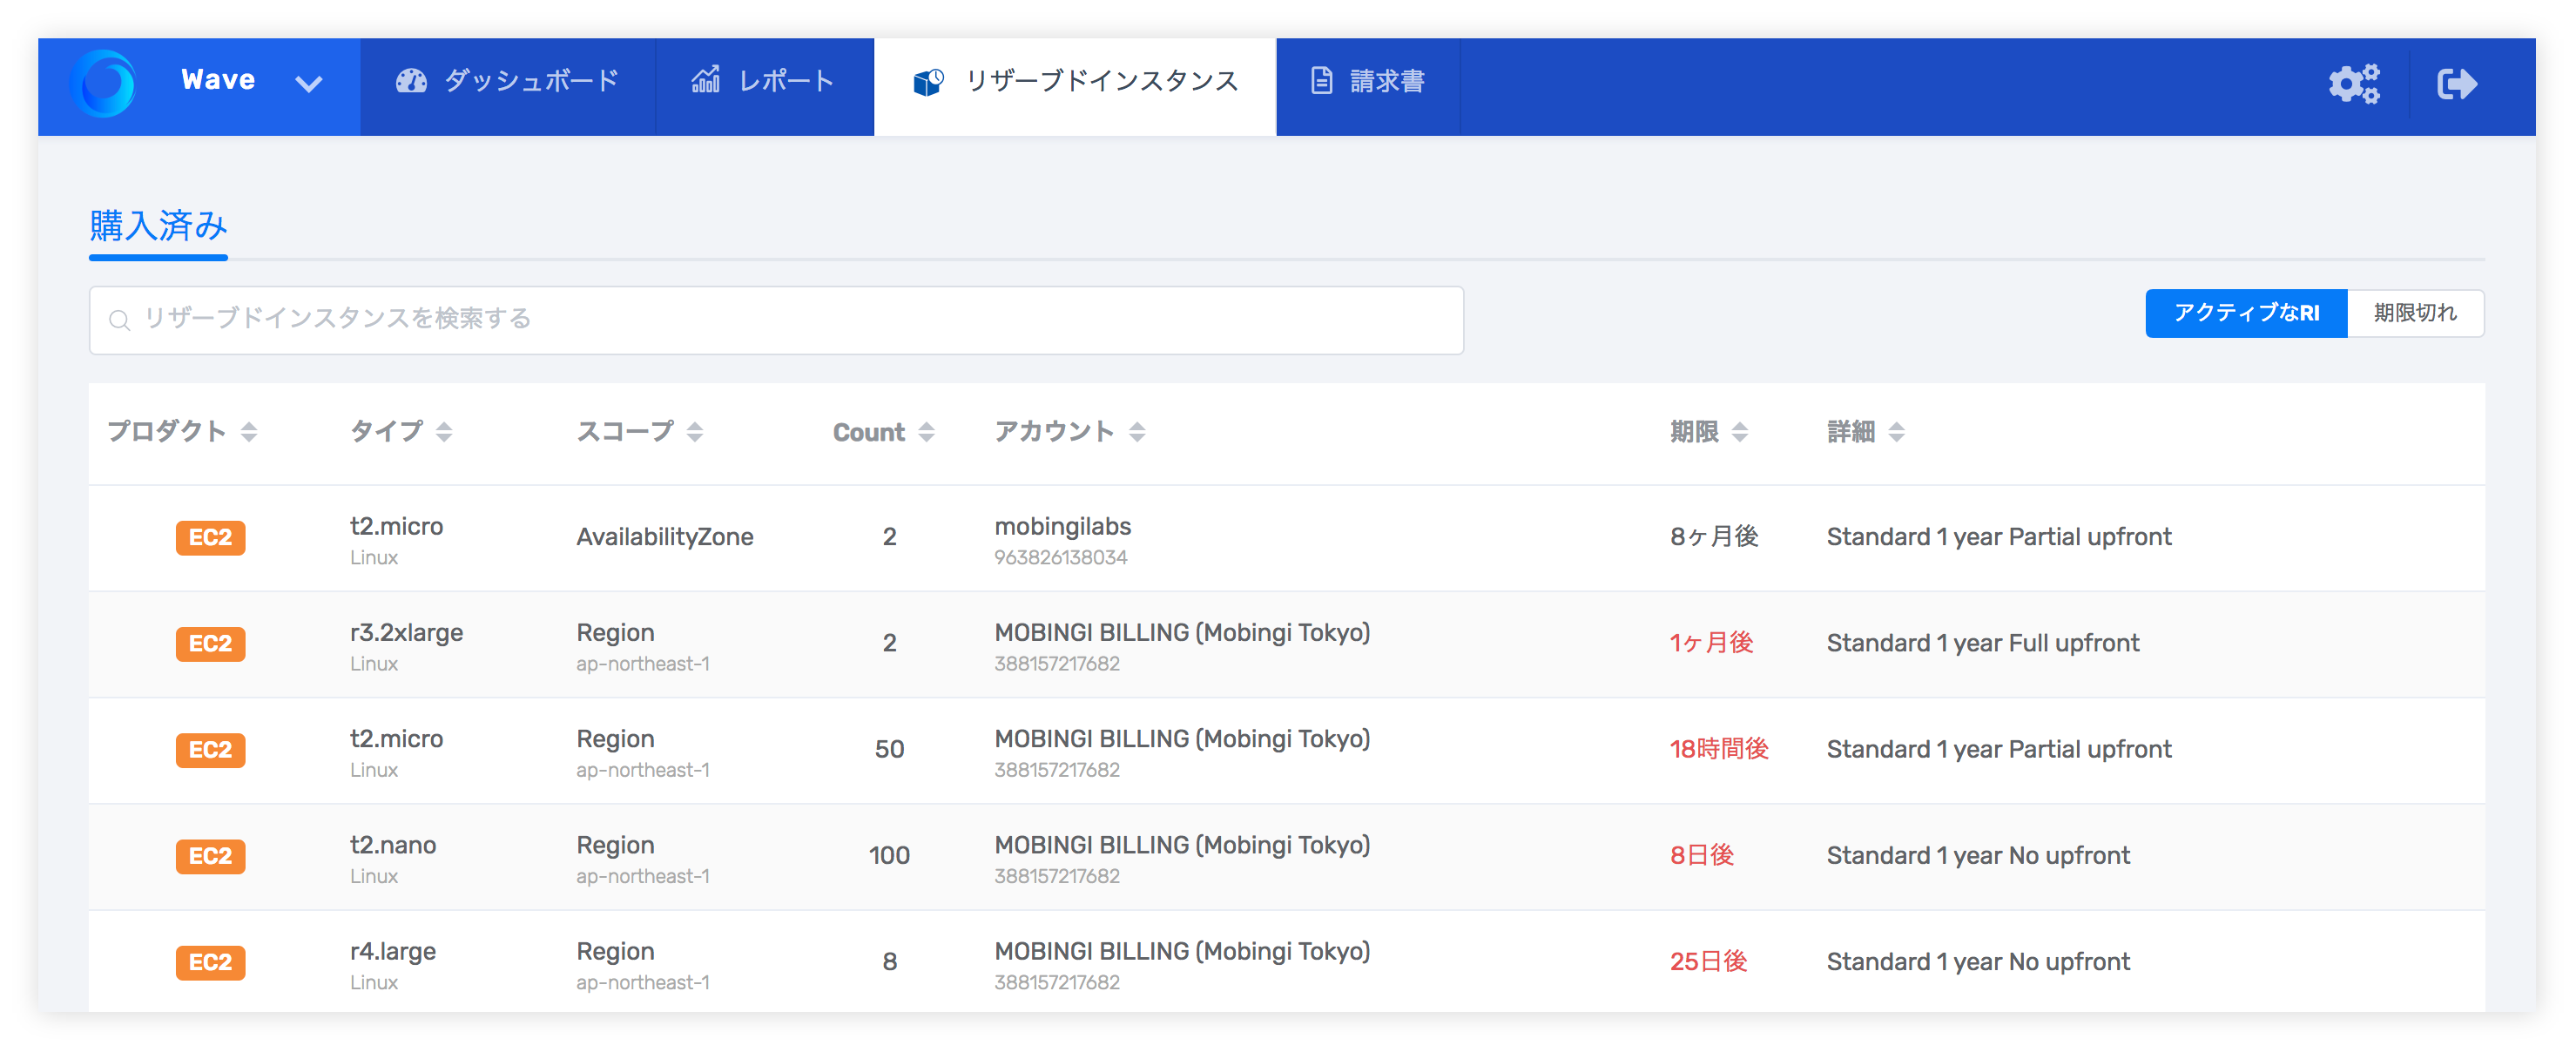 Wave
ダッシュボード
レポート
リザーブドインスタンス
請求書
購入済み
リザーブドインスタンスを検索する
アクティブなRI
期限切れ
プロダクト タイプ スコープ Count アカウント 期限 詳細
EC2 t2.micro AvailabilityZone 2 mobingilabs 8ヶ月後 Standard 1 year Partial upfront
Linux 963826138034
EC2 r3.2xlarge Region 2 MOBINGI BILLING (Mobingi Tokyo) 1ヶ月後 Standard 1 year Full upfront
Linux ap-northeast-1 388157217682
EC2 t2.micro Region 50 MOBINGI BILLING (Mobingi Tokyo) 18時間後 Standard 1 year Partial upfront
Linux ap-northeast-1 388157217682
EC2 t2.nano Region 100 MOBINGI BILLING (Mobingi Tokyo) 8日後 Standard 1 year No upfront
Linux ap-northeast-1 388157217682
EC2 r4.large Region 8 MOBINGI BILLING (Mobingi Tokyo) 25日後 Standard 1 year No upfront
Linux ap-northeast-1 388157217682